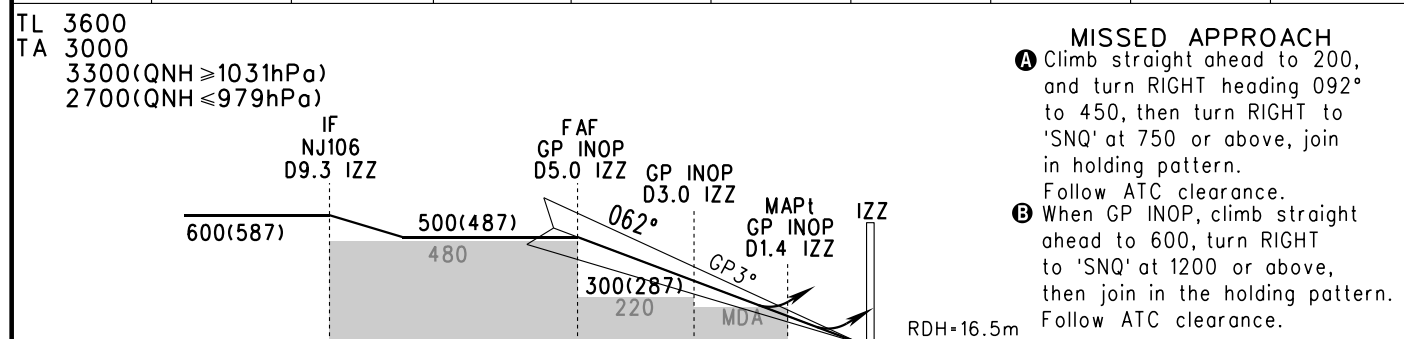 TL 3600
TA 3000
3300(QNH ≥1031hPa)
2700(QNH ≤979hPa)
IF
NJ106
D9.3 IZZ
FAF
GP INOP
D5.0 IZZ
GP INOP
D3.0 IZZ
MAPt
GP INOP
D1.4 IZZ
IZZ
600(587)
500(487)
480
062°
GP3°
300(287)
220
MDA
RDH=16.5m
MISSED APPROACH
A Climb straight ahead to 200,
and turn RIGHT heading 092°
to 450, then turn RIGHT to
'SNQ' at 750 or above, join
in holding pattern.
Follow ATC clearance.
B When GP INOP, climb straight
ahead to 600, turn RIGHT
to 'SNQ' at 1200 or above,
then join in the holding pattern.
Follow ATC clearance.